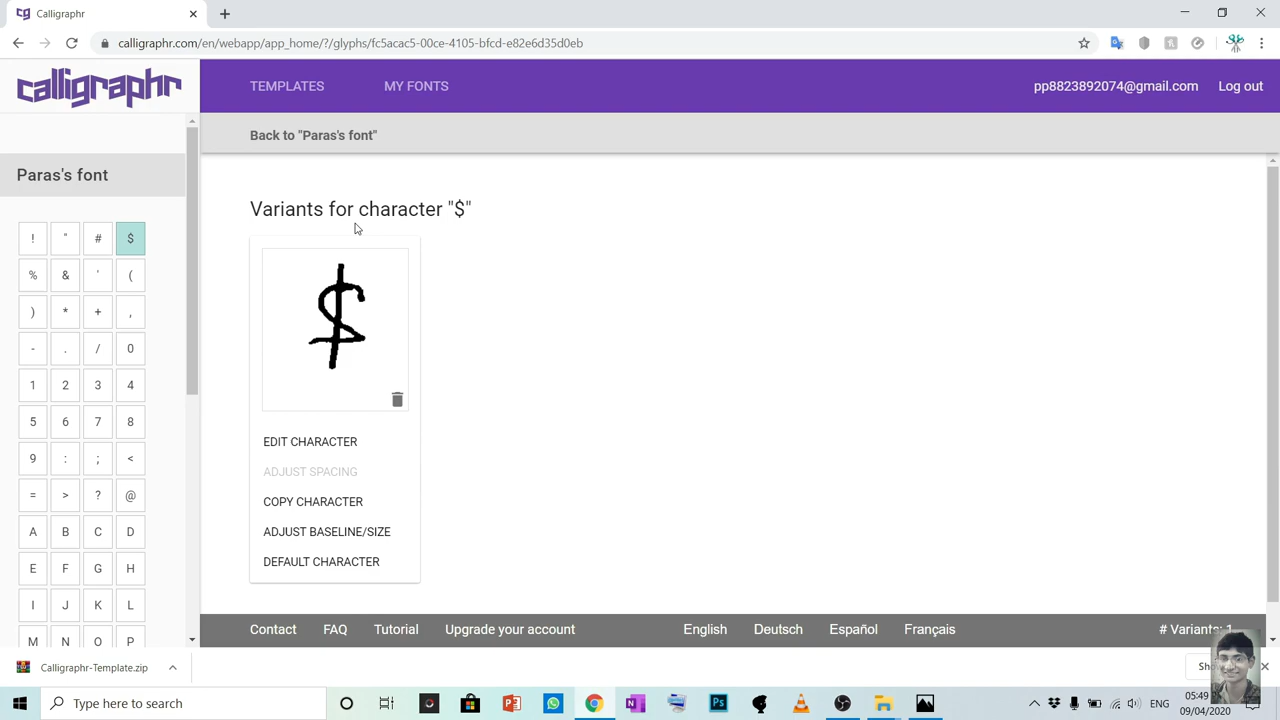 Calligraphr
calligraphr.com/en/webapp/app_home/?/glyphs/fc5acac5-00ce-4105-bfcd-e82e6d35d0eb
calligraphr
TEMPLATES MY FONTS pp8823892074@gmail.com Log out
Back to "Paras's font"
Paras's font
Variants for character "$"
! " # $
% & ' (
) * + ,
- . / 0
1 2 3 4
5 6 7 8
9 : ; <
= > ? @
A B C D
E F G H
I J K L
M N O P
$
EDIT CHARACTER
ADJUST SPACING
COPY CHARACTER
ADJUST BASELINE/SIZE
DEFAULT CHARACTER
Contact FAQ Tutorial Upgrade your account English Deutsch Español Français # Variants: 1
Calligraphr-Template.zip
Type here to search
ENG
05:49
09/04/2020